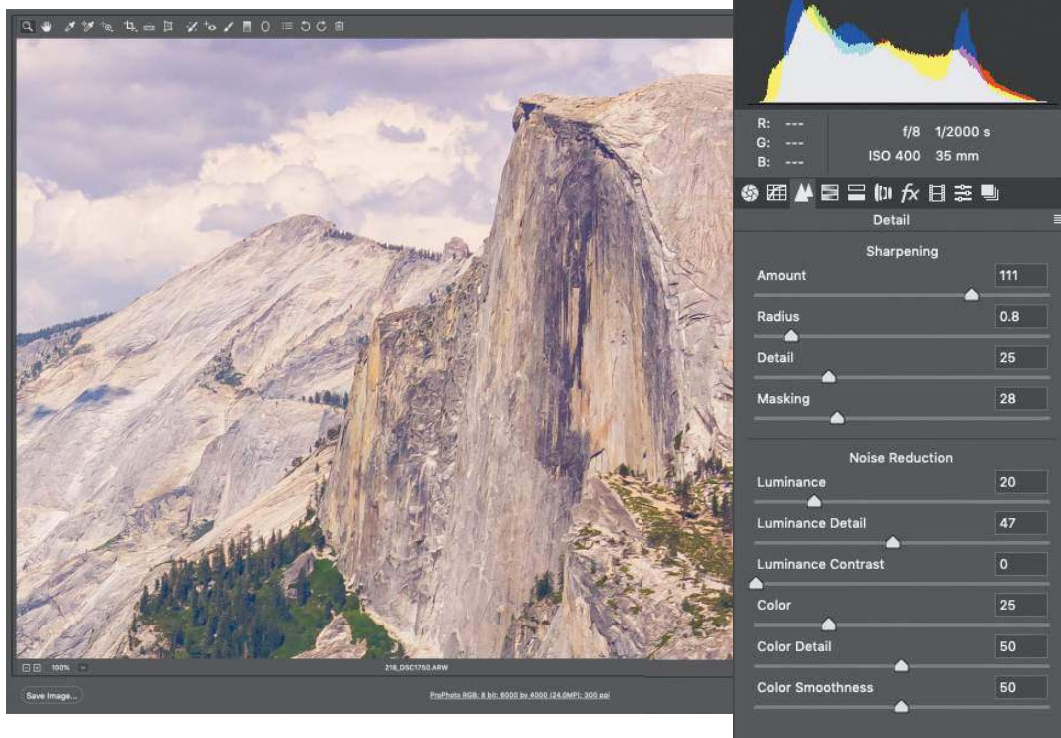 R: ---
G: ---
B: ---
f/8 1/2000 s
ISO 400 35 mm
fx
Detail
Sharpening
Amount 111
Radius 0.8
Detail 25
Masking 28
Noise Reduction
Luminance 20
Luminance Detail 47
Luminance Contrast 0
Color 25
Color Detail 50
Color Smoothness 50
100% 218_DSC1750.ARW
Save Image... ProPhoto RGB; 8 bit; 6000 by 4000 (24.0MP); 300 ppi